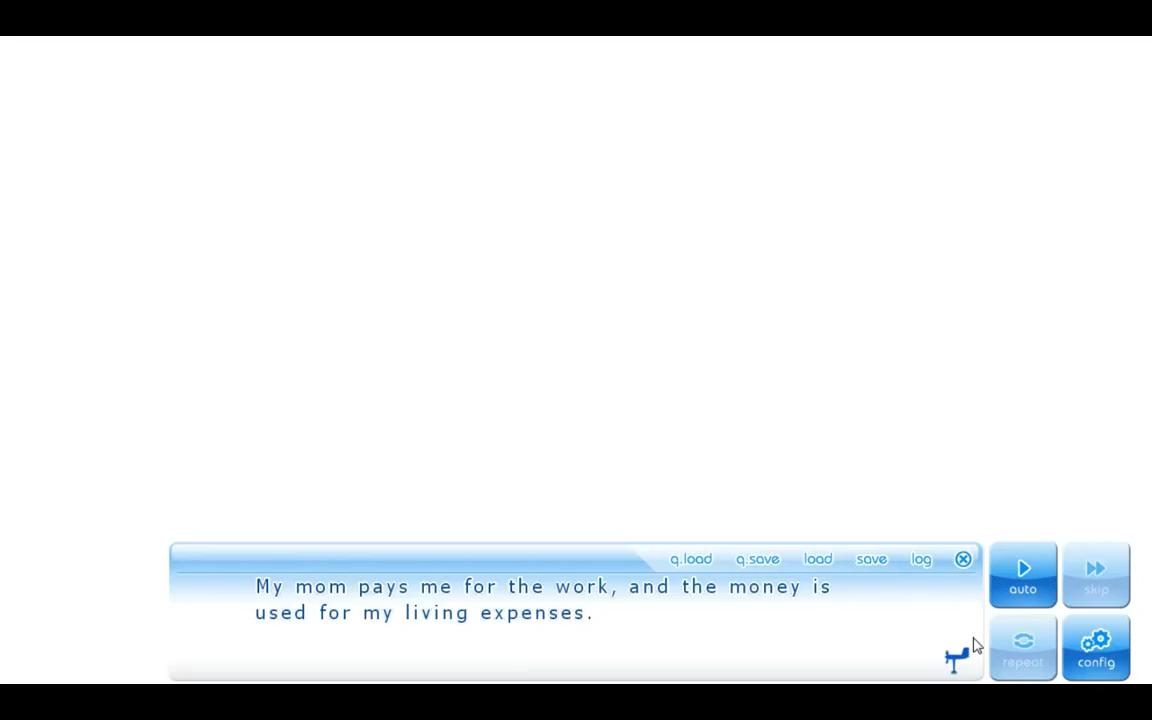 q.load q.save load save log
My mom pays me for the work, and the money is
used for my living expenses.
auto skip
repeat config